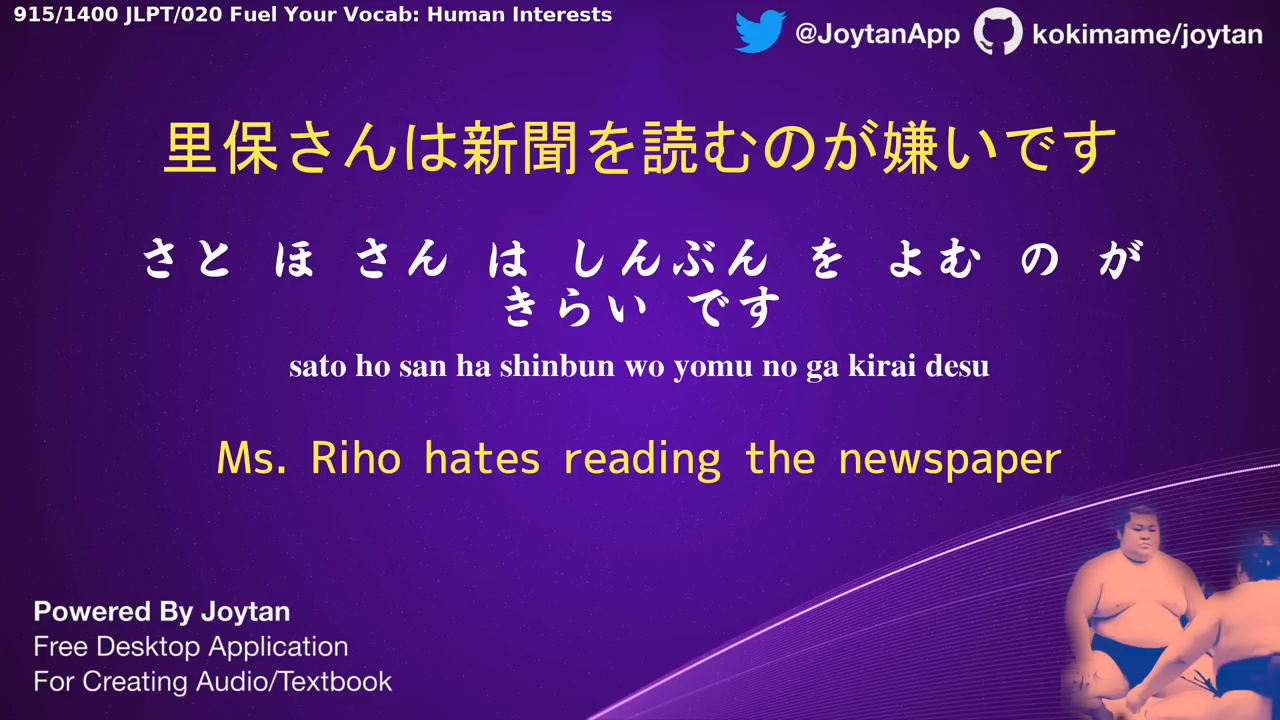 915/1400 JLPT/020 Fuel Your Vocab: Human Interests
@JoytanApp kokimame/joytan
里保さんは新聞を読むのが嫌いです
さと ほ さん は しんぶん を よむ の が
きらい です
sato ho san ha shinbun wo yomu no ga kirai desu
Ms. Riho hates reading the newspaper
Powered By Joytan
Free Desktop Application
For Creating Audio/Textbook